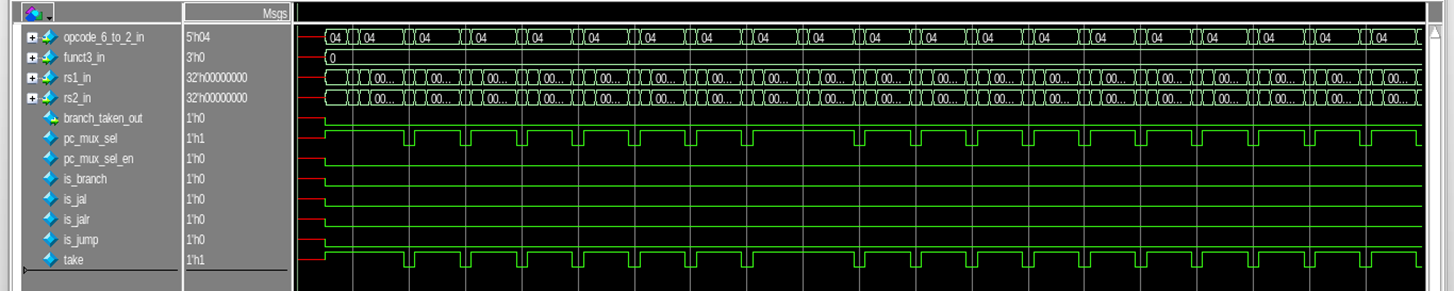 Msgs
opcode_6_to_2_in 5'h04 04 04 04 04 04 04 04 04 04 04 04 04 04 04 04 04 04 04 04 04
funct3_in 3'h0 0
rs1_in 32'h00000000 00... 00... 00... 00... 00... 00... 00... 00... 00... 00... 00... 00... 00... 00... 00... 00... 00... 00... 00...
rs2_in 32'h00000000 00... 00... 00... 00... 00... 00... 00... 00... 00... 00... 00... 00... 00... 00... 00... 00... 00... 00... 00...
branch_taken_out 1'h0
pc_mux_sel 1'h1
pc_mux_sel_en 1'h0
is_branch 1'h0
is_jal 1'h0
is_jalr 1'h0
is_jump 1'h0
take 1'h1